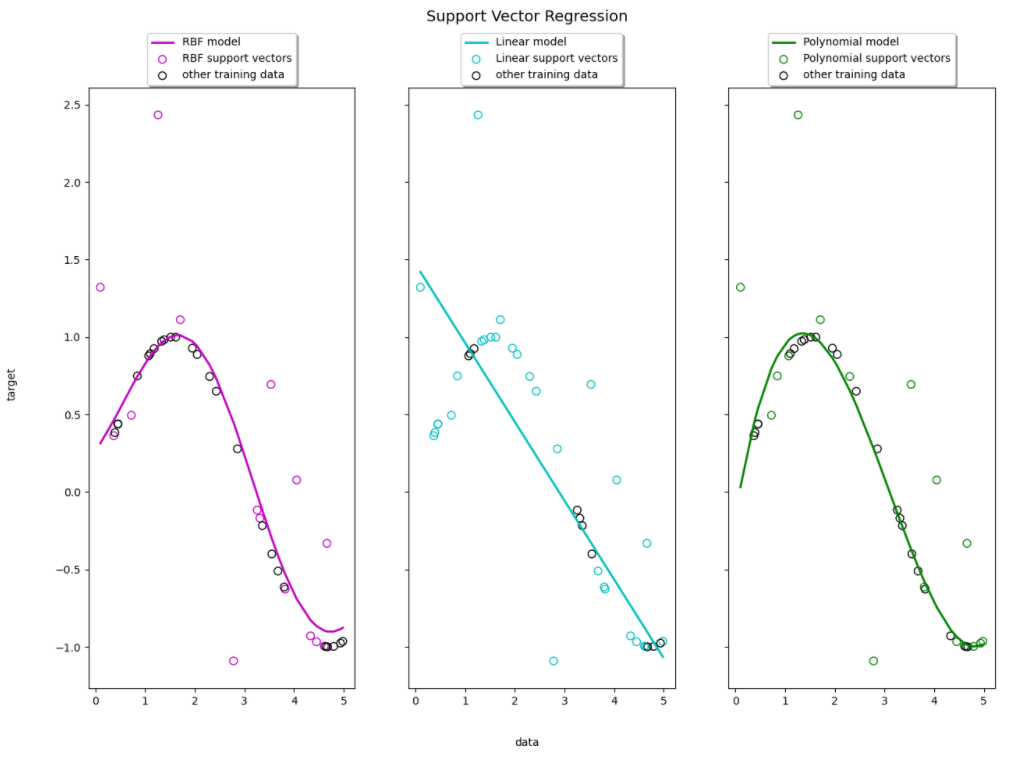 Support Vector Regression
RBF model
RBF support vectors
other training data
Linear model
Linear support vectors
other training data
Polynomial model
Polynomial support vectors
other training data
2.5
2.0
1.5
1.0
0.5
0.0
−0.5
−1.0
target
0 1 2 3 4 5
0 1 2 3 4 5
0 1 2 3 4 5
data